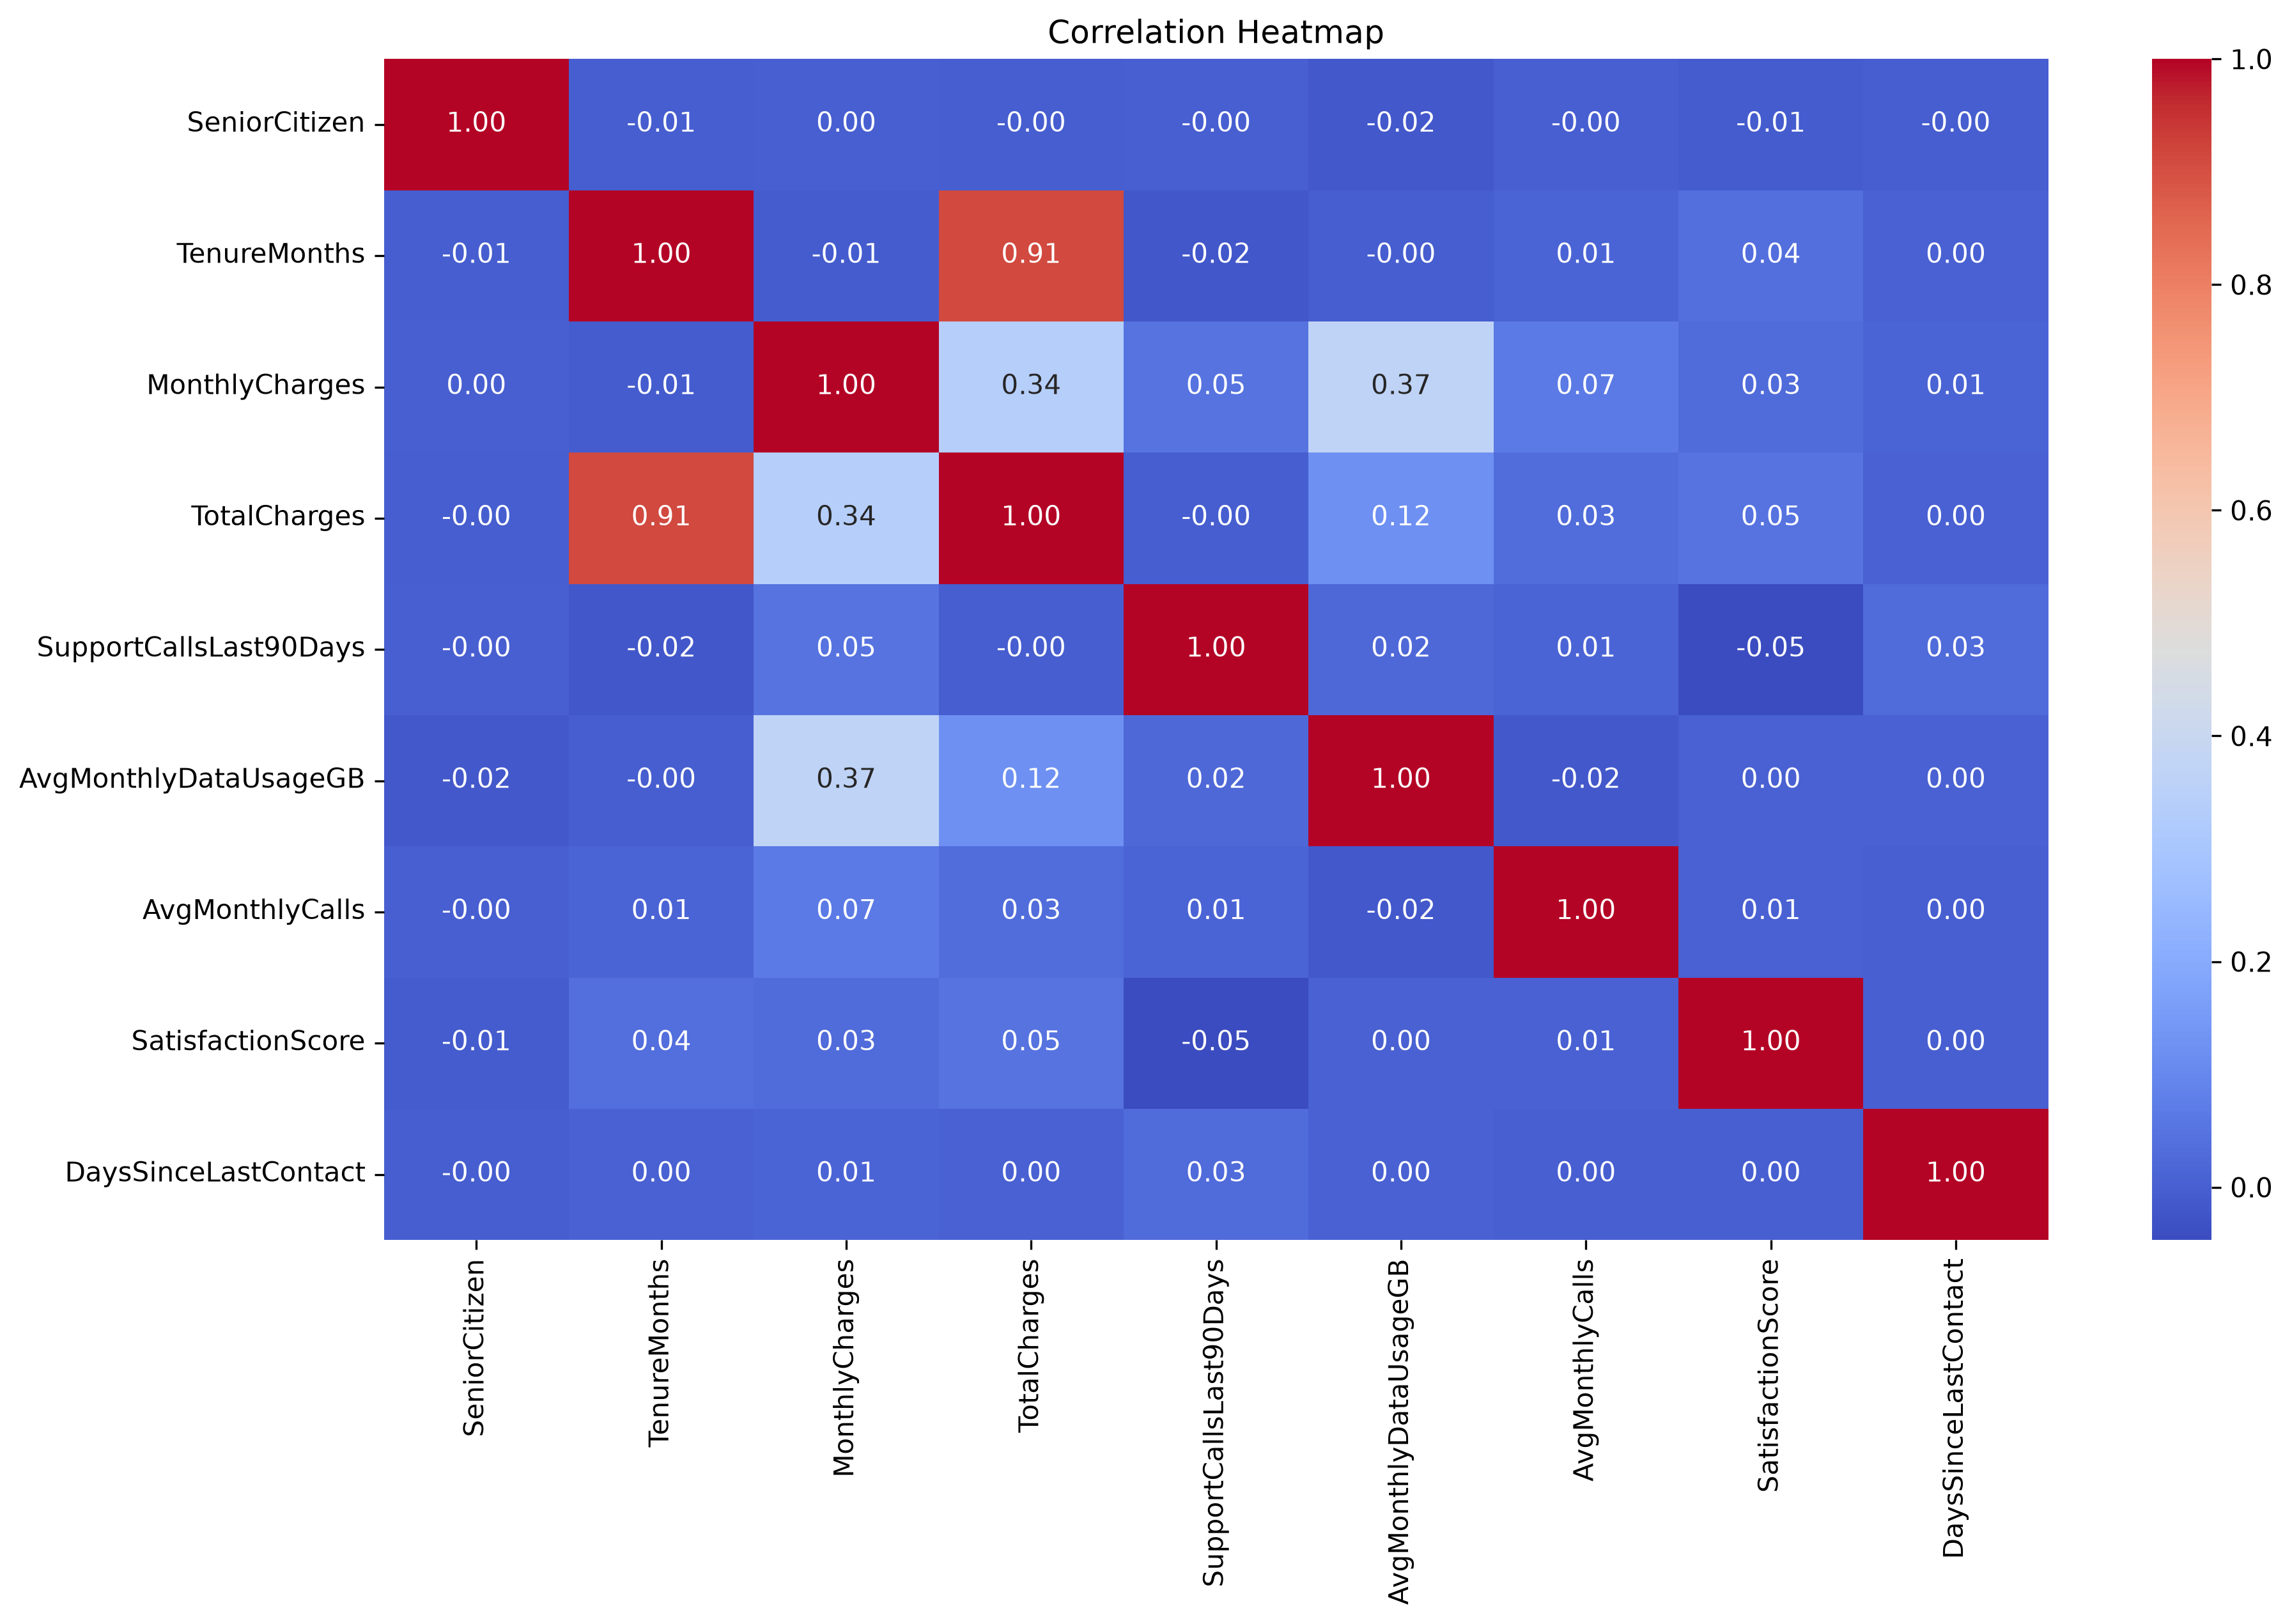 Correlation Heatmap
SeniorCitizen 1.00 -0.01 0.00 -0.00 -0.00 -0.02 -0.00 -0.01 -0.00
TenureMonths -0.01 1.00 -0.01 0.91 -0.02 -0.00 0.01 0.04 0.00
MonthlyCharges 0.00 -0.01 1.00 0.34 0.05 0.37 0.07 0.03 0.01
TotalCharges -0.00 0.91 0.34 1.00 -0.00 0.12 0.03 0.05 0.00
SupportCallsLast90Days -0.00 -0.02 0.05 -0.00 1.00 0.02 0.01 -0.05 0.03
AvgMonthlyDataUsageGB -0.02 -0.00 0.37 0.12 0.02 1.00 -0.02 0.00 0.00
AvgMonthlyCalls -0.00 0.01 0.07 0.03 0.01 -0.02 1.00 0.01 0.00
SatisfactionScore -0.01 0.04 0.03 0.05 -0.05 0.00 0.01 1.00 0.00
DaysSinceLastContact -0.00 0.00 0.01 0.00 0.03 0.00 0.00 0.00 1.00
SeniorCitizen
TenureMonths
MonthlyCharges
TotalCharges
SupportCallsLast90Days
AvgMonthlyDataUsageGB
AvgMonthlyCalls
SatisfactionScore
DaysSinceLastContact
1.0
0.8
0.6
0.4
0.2
0.0